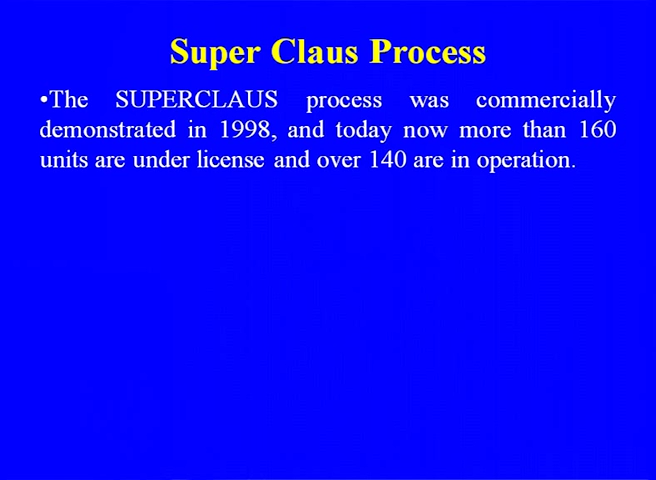 Super Claus Process
•The SUPERCLAUS process was commercially
demonstrated in 1998, and today now more than 160
units are under license and over 140 are in operation.